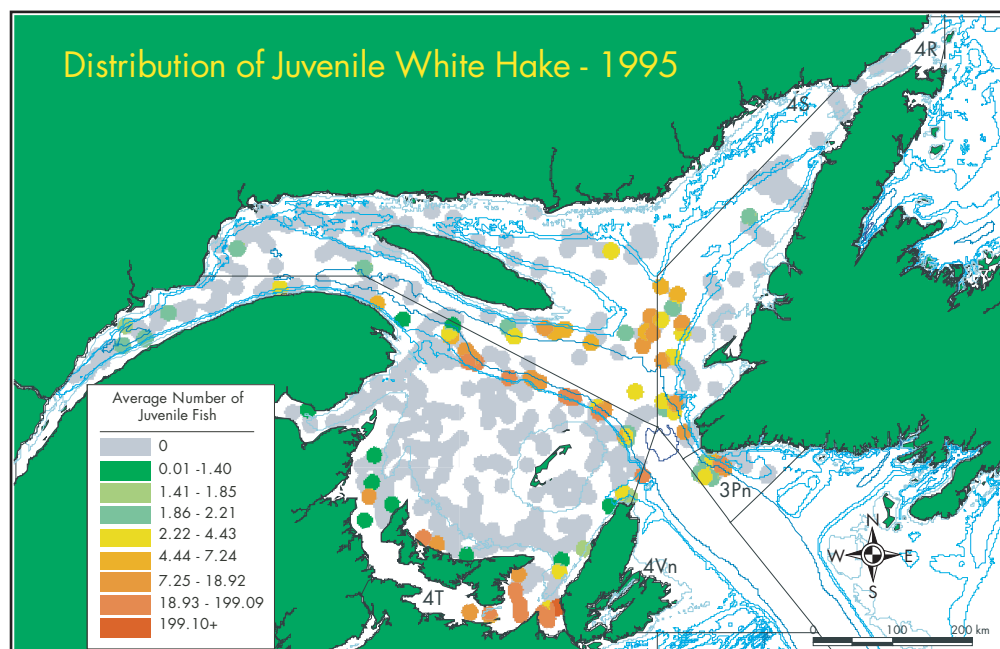 Distribution of Juvenile White Hake - 1995
4R
4S
Average Number of
Juvenile Fish
0
0.01 -1.40
1.41 - 1.85
1.86 - 2.21
2.22 - 4.43
4.44 - 7.24
7.25 - 18.92
18.93 - 199.09
199.10+
3Pn
4Vn
4T
N
W E
S
0 100 200 km